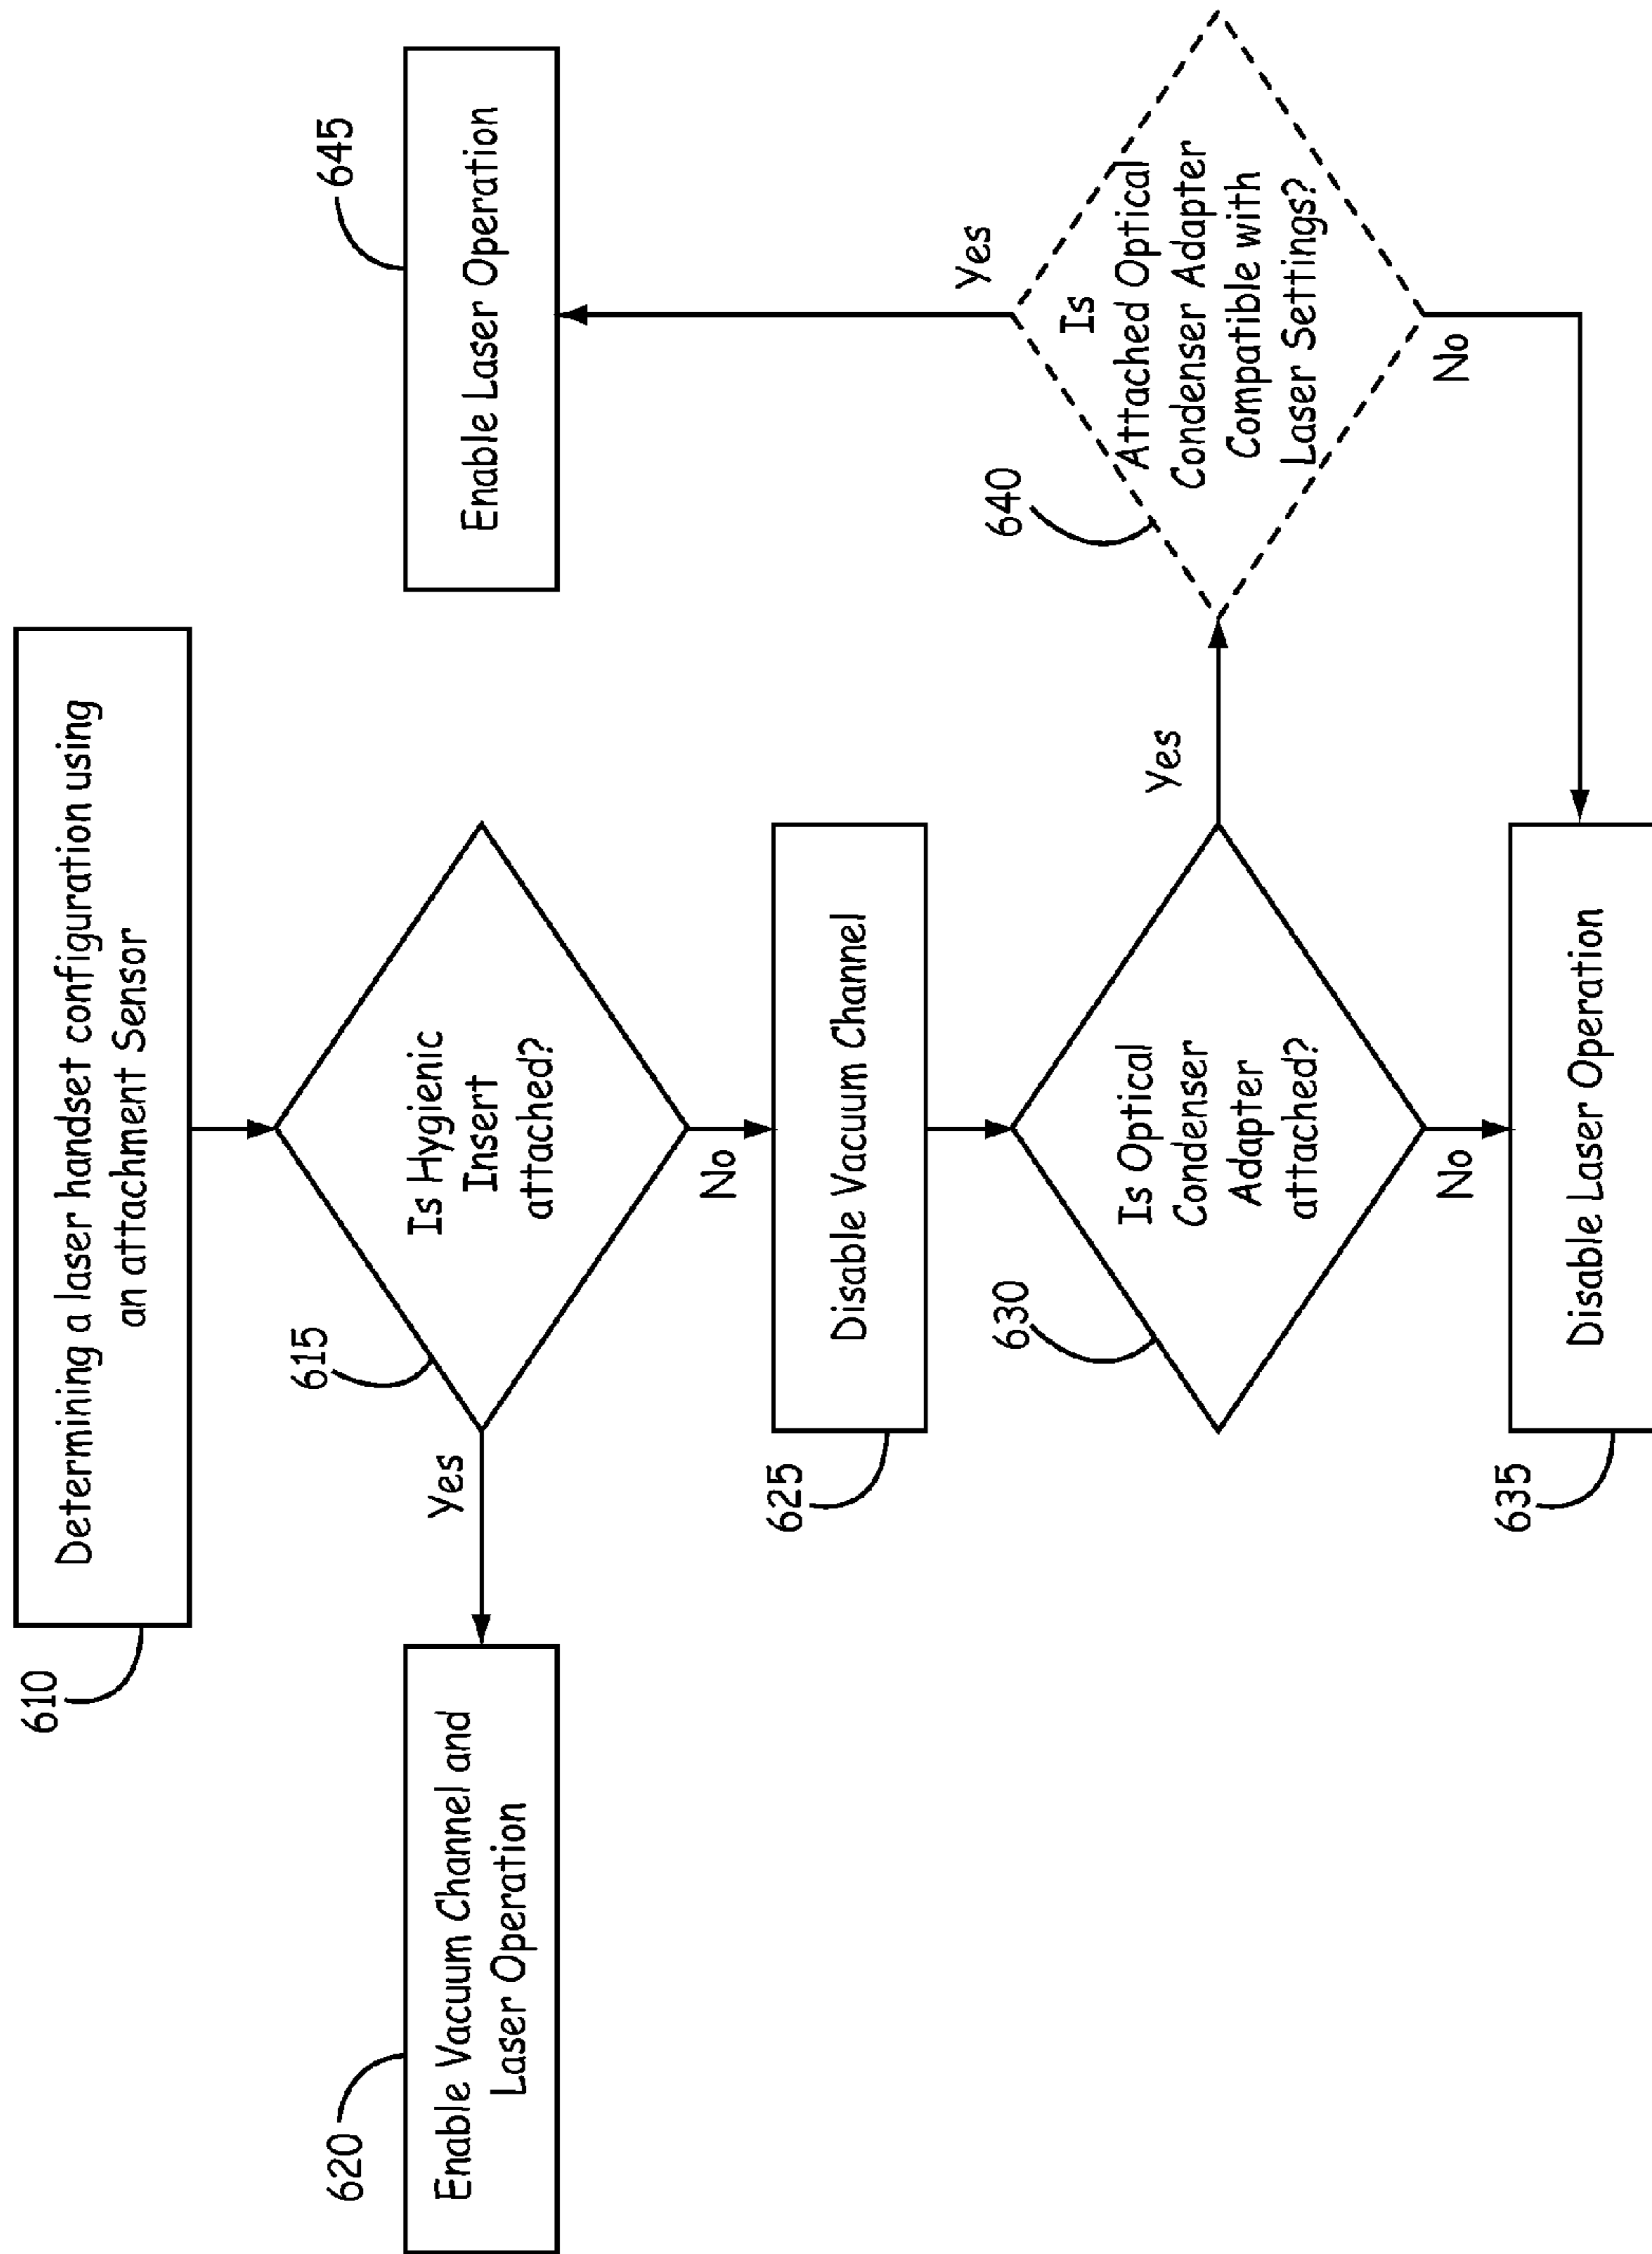 610
Determining a laser handset configuration using
an attachment Sensor
615
Is Hygienic
Insert
attached?
Yes
620
Enable Vacuum Channel and
Laser Operation
No
625
Disable Vacuum Channel
630
Is Optical
Condenser
Adapter
attached?
No
635
Disable Laser Operation
Yes
640
Is
Attached Optical
Condenser Adapter
Compatible with
Laser Settings?
No
Yes
645
Enable Laser Operation